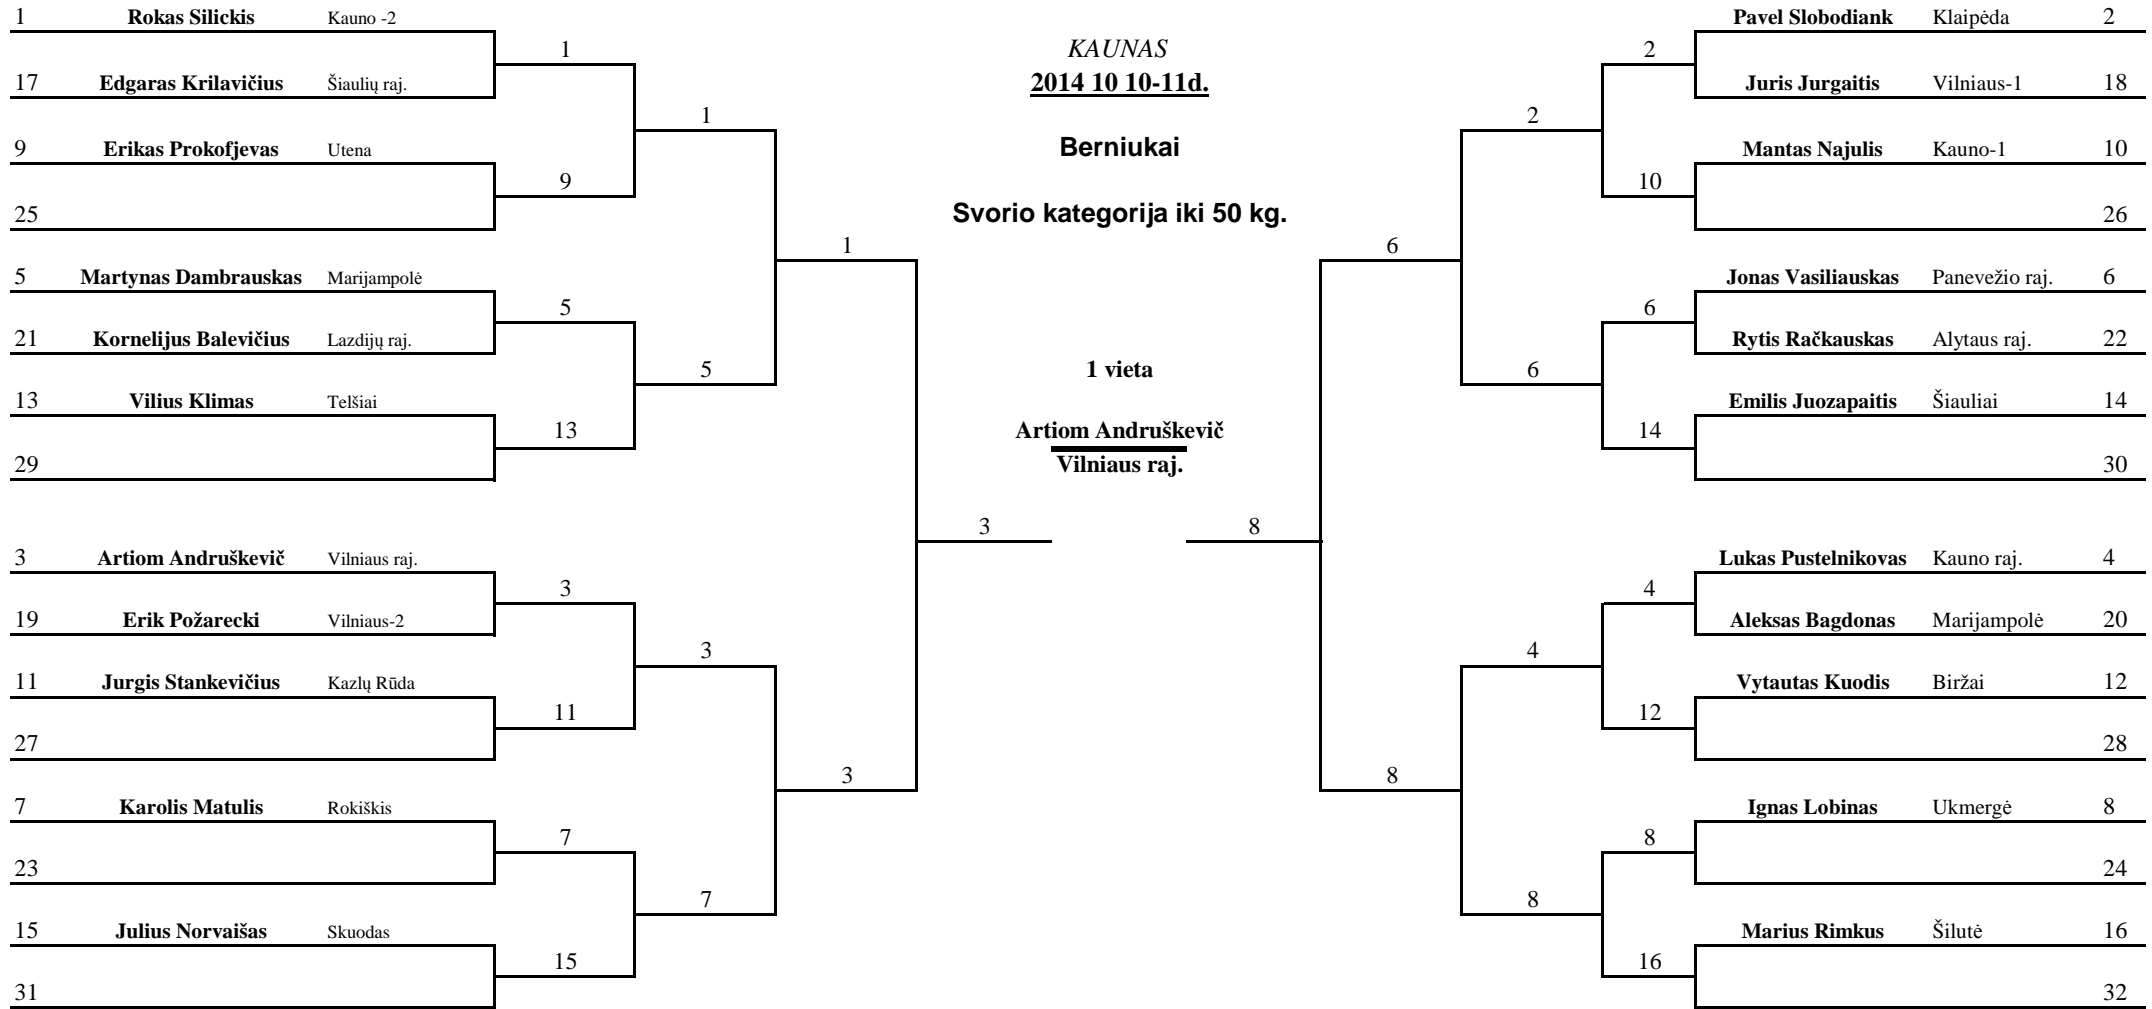 1 Rokas Silickis Kauno -2
1
17 Edgaras Krilavičius Šiaulių raj.
1
9 Erikas Prokofjevas Utena
9
25
1
5 Martynas Dambrauskas Marijampolė
5
21 Kornelijus Balevičius Lazdijų raj.
5
13 Vilius Klimas Telšiai
13
29
3
3 Artiom Andruškevič Vilniaus raj.
3
19 Erik Požarecki Vilniaus-2
3
11 Jurgis Stankevičius Kazlų Rūda
11
27
3
7 Karolis Matulis Rokiškis
7
23
7
15 Julius Norvaišas Skuodas
15
31
KAUNAS
2014 10 10-11d.
Berniukai
Svorio kategorija iki 50 kg.
1 vieta
Artiom Andruškevič
Vilniaus raj.
Pavel Slobodiank Klaipėda 2
2
Juris Jurgaitis Vilniaus-1 18
2
Mantas Najulis Kauno-1 10
10
26
6
Jonas Vasiliauskas Panevežio raj. 6
6
Rytis Račkauskas Alytaus raj. 22
6
Emilis Juozapaitis Šiauliai 14
14
30
8
Lukas Pustelnikovas Kauno raj. 4
4
Aleksas Bagdonas Marijampolė 20
4
Vytautas Kuodis Biržai 12
12
28
8
Ignas Lobinas Ukmergė 8
8
24
8
Marius Rimkus Šilutė 16
16
32